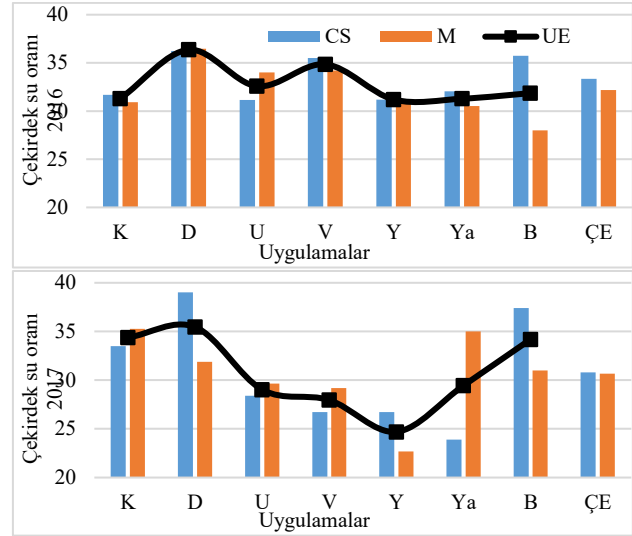 CS M UE
Çekirdek su oranı
2016
40
35
30
25
20
K D U V Y Ya B ÇE
Uygulamalar
Çekirdek su oranı
2017
40
35
30
25
20
K D U V Y Ya B ÇE
Uygulamalar